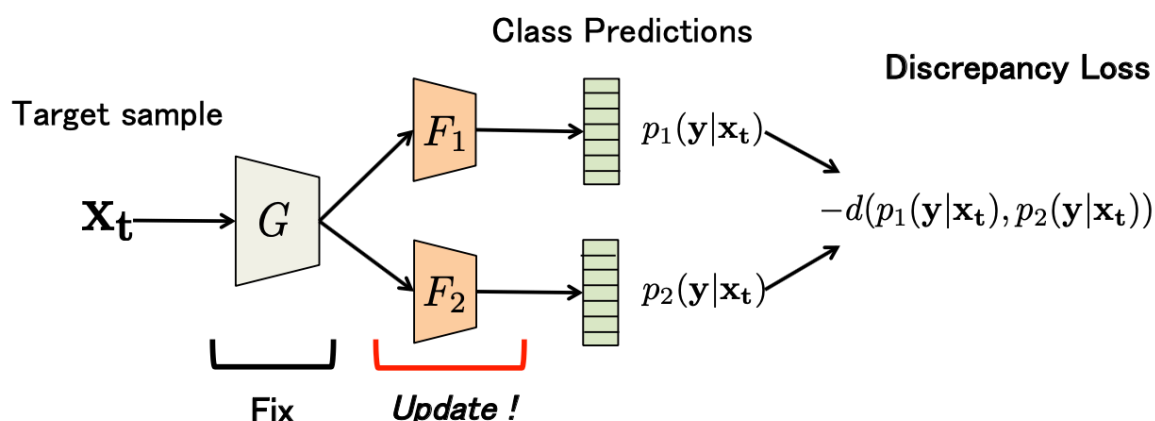 Class Predictions
Discrepancy Loss
Target sample
F₁
p₁(y|xₜ)
xₜ
G
−d(p₁(y|xₜ), p₂(y|xₜ))
F₂
p₂(y|xₜ)
Fix
Update !